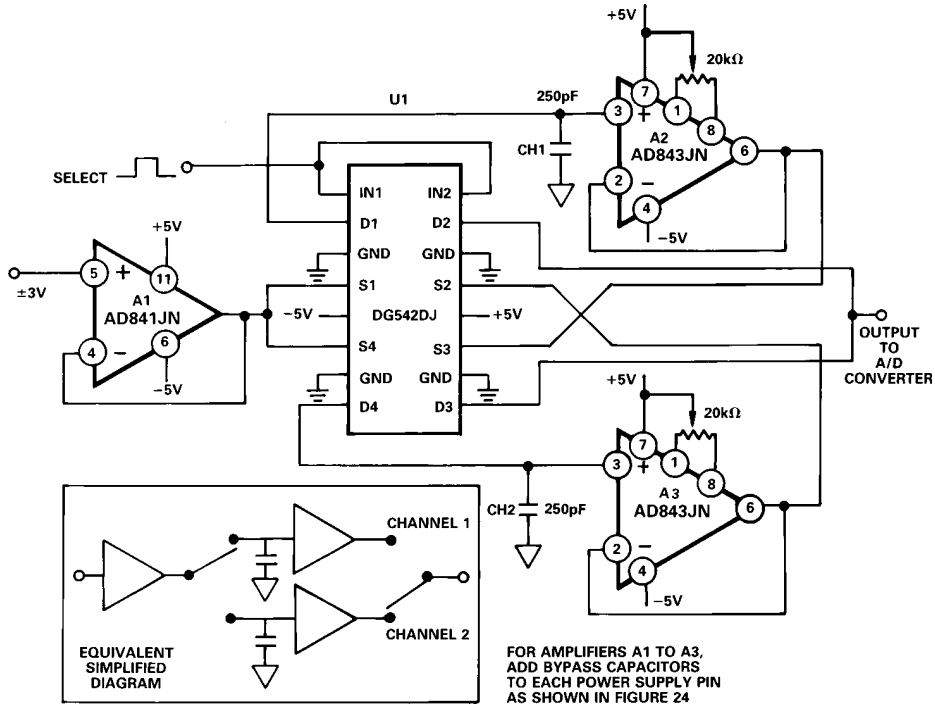 +5V
20kΩ
U1
250pF
3
7
1
+
A2
8
AD843JN
6
CH1
SELECT
IN1
IN2
2
−
4
−5V
D1
D2
+5V
GND
GND
5
+
11
±3V
A1
AD841JN
S1
S2
−5V
DG542DJ
+5V
4
−
6
−5V
S4
S3
OUTPUT
TO
A/D
CONVERTER
GND
GND
D4
D3
+5V
20kΩ
7
3
+
1
8
A3
AD843JN
6
CH2
250pF
2
−
4
−5V
CHANNEL 1
CHANNEL 2
EQUIVALENT
SIMPLIFIED
DIAGRAM
FOR AMPLIFIERS A1 TO A3,
ADD BYPASS CAPACITORS
TO EACH POWER SUPPLY PIN
AS SHOWN IN FIGURE 24